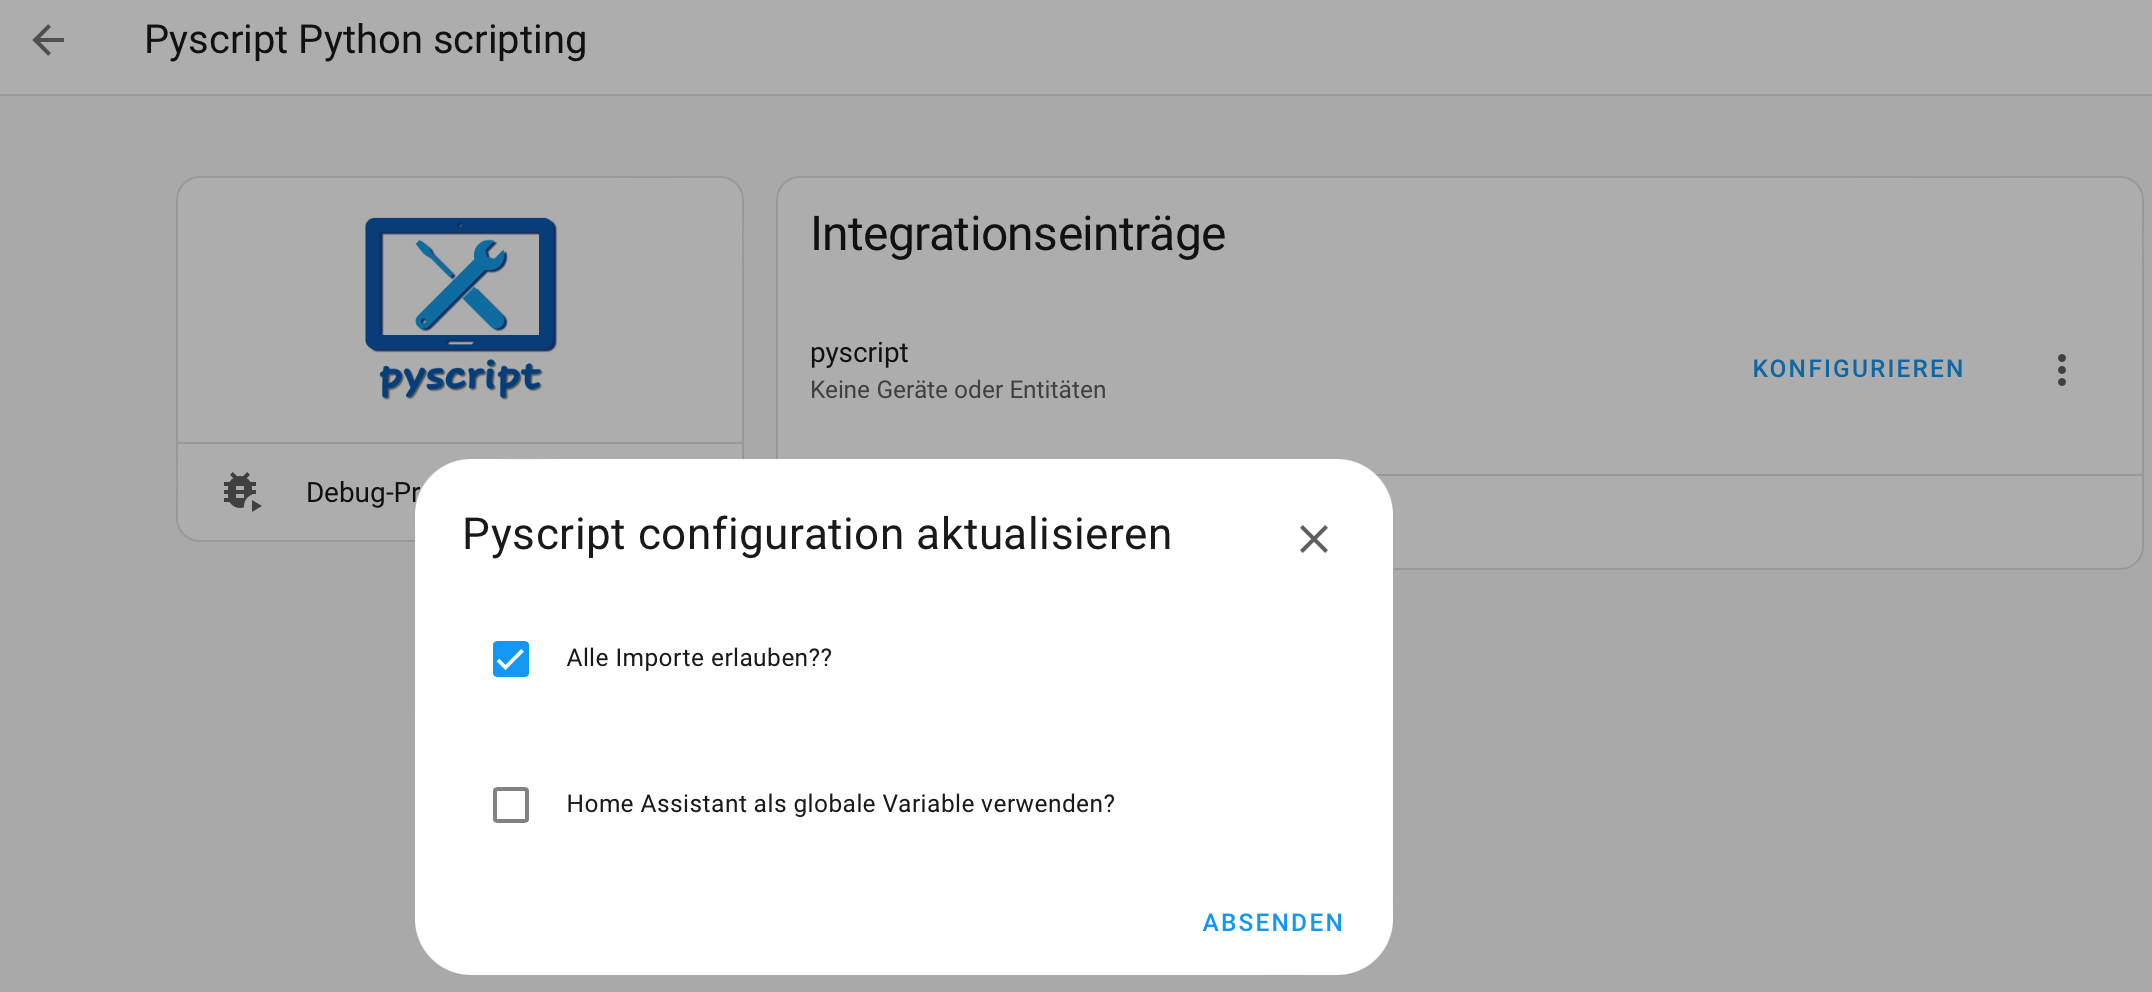 Pyscript Python scripting
pyscript
Integrationseinträge
pyscript
Keine Geräte oder Entitäten
KONFIGURIEREN
Debug-Pr
Pyscript configuration aktualisieren
Alle Importe erlauben??
Home Assistant als globale Variable verwenden?
ABSENDEN